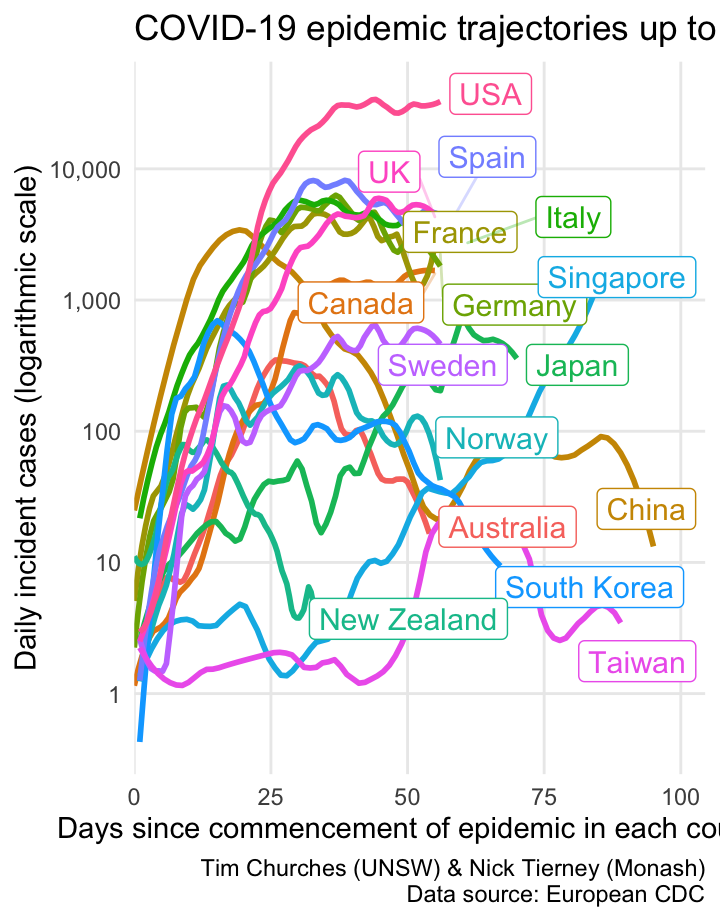 COVID-19 epidemic trajectories up to
Daily incident cases (logarithmic scale)
10,000
1,000
100
10
1
USA
Spain
UK
Italy
France
Singapore
Canada
Germany
Sweden
Japan
Norway
China
Australia
South Korea
New Zealand
Taiwan
0 25 50 75 100
Days since commencement of epidemic in each cou
Tim Churches (UNSW) & Nick Tierney (Monash)
Data source: European CDC